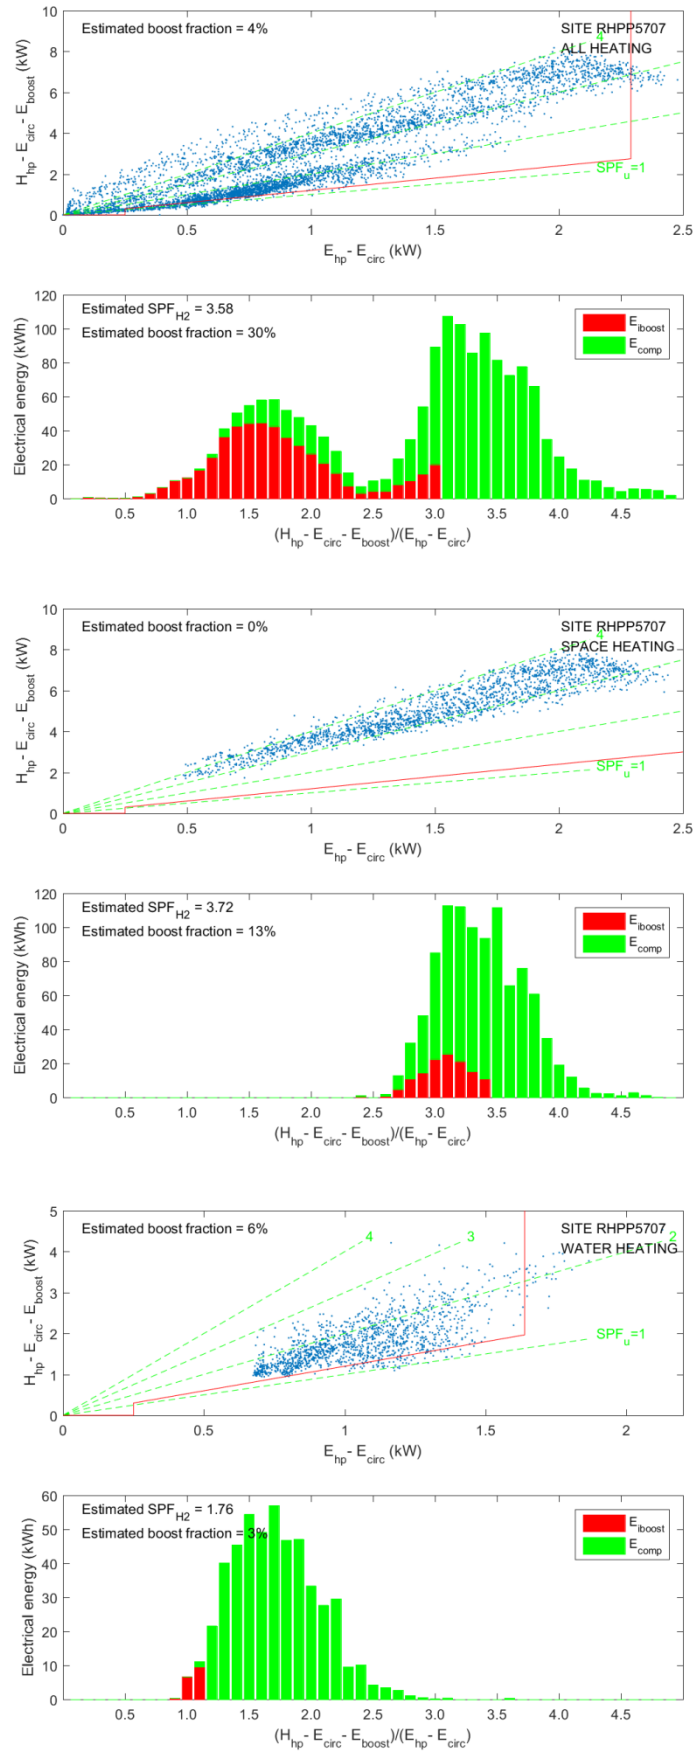 Estimated boost fraction = 4%
SITE RHPP5707
4
ALL HEATING
SPF_u=1
H_hp - E_circ - E_boost (kW)
10
8
6
4
2
0
0 0.5 1 1.5 2 2.5
E_hp - E_circ (kW)
Estimated SPF_H2 = 3.58
Estimated boost fraction = 30%
E_iboost
E_comp
Electrical energy (kWh)
120
100
80
60
40
20
0
0.5 1.0 1.5 2.0 2.5 3.0 3.5 4.0 4.5
(H_hp - E_circ - E_boost)/(E_hp - E_circ)
Estimated boost fraction = 0%
SITE RHPP5707
4
SPACE HEATING
SPF_u=1
H_hp - E_circ - E_boost (kW)
10
8
6
4
2
0
0 0.5 1 1.5 2 2.5
E_hp - E_circ (kW)
Estimated SPF_H2 = 3.72
Estimated boost fraction = 13%
E_iboost
E_comp
Electrical energy (kWh)
120
100
80
60
40
20
0
0.5 1.0 1.5 2.0 2.5 3.0 3.5 4.0 4.5
(H_hp - E_circ - E_boost)/(E_hp - E_circ)
Estimated boost fraction = 6%
SITE RHPP5707
4 3 2
WATER HEATING
SPF_u=1
H_hp - E_circ - E_boost (kW)
5
4
3
2
1
0
0 0.5 1 1.5 2
E_hp - E_circ (kW)
Estimated SPF_H2 = 1.76
Estimated boost fraction = 3%
E_iboost
E_comp
Electrical energy (kWh)
60
50
40
30
20
10
0
0.5 1.0 1.5 2.0 2.5 3.0 3.5 4.0 4.5
(H_hp - E_circ - E_boost)/(E_hp - E_circ)